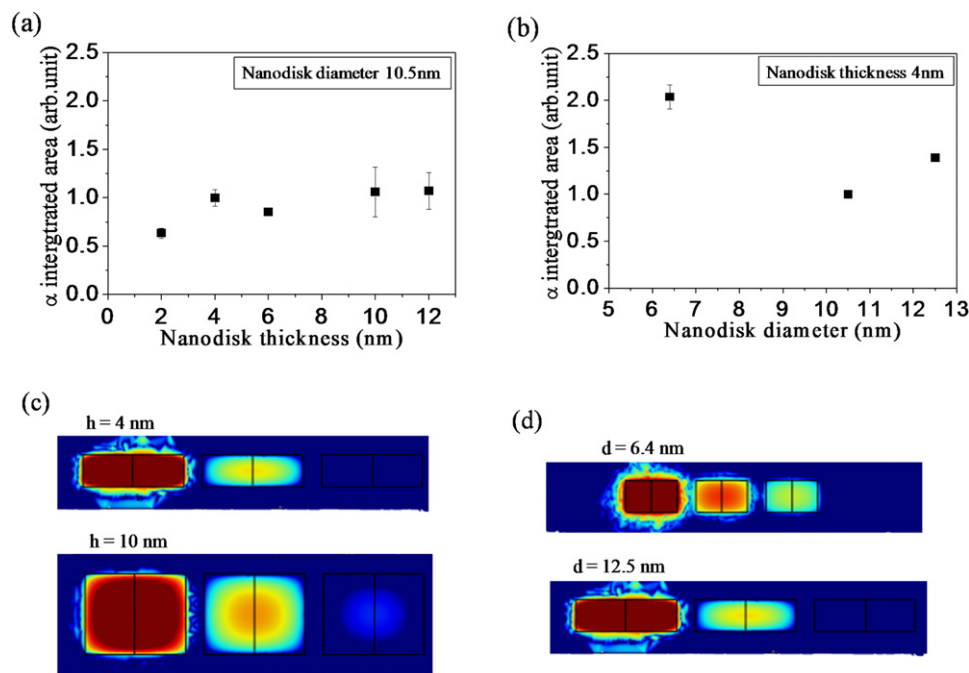 (a)
2.5
2.0
1.5
1.0
0.5
0.0
α intergtrated area (arb.unit)
Nanodisk diameter 10.5nm
0 2 4 6 8 10 12
Nanodisk thickness (nm)
(b)
2.5
2.0
1.5
1.0
0.5
0.0
α intergtrated area (arb.unit)
Nanodisk thickness 4nm
5 6 7 8 9 10 11 12 13
Nanodisk diameter (nm)
(c)
h = 4 nm
h = 10 nm
(d)
d = 6.4 nm
d = 12.5 nm